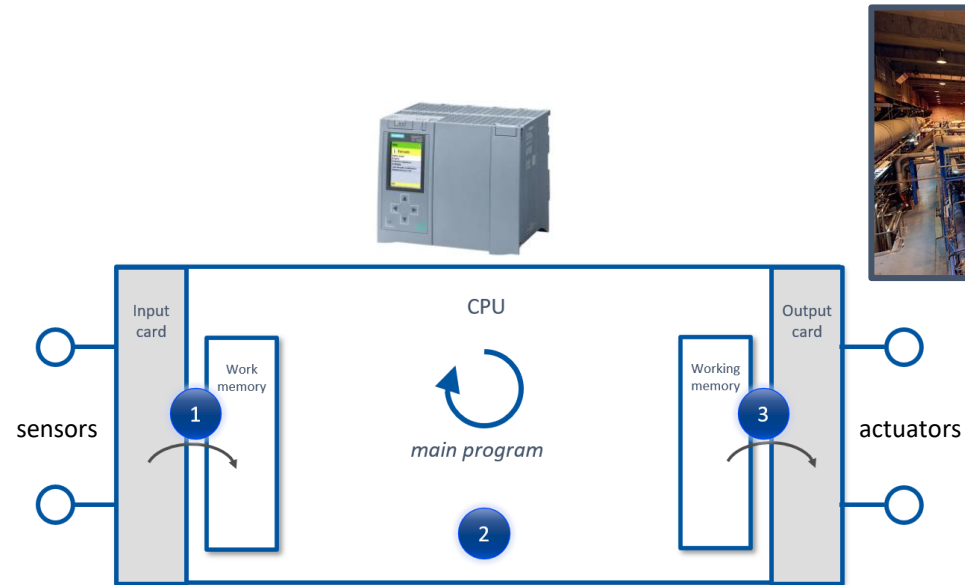 Input
card
CPU
Output
card
Work
memory
Working
memory
1
3
sensors
main program
actuators
2